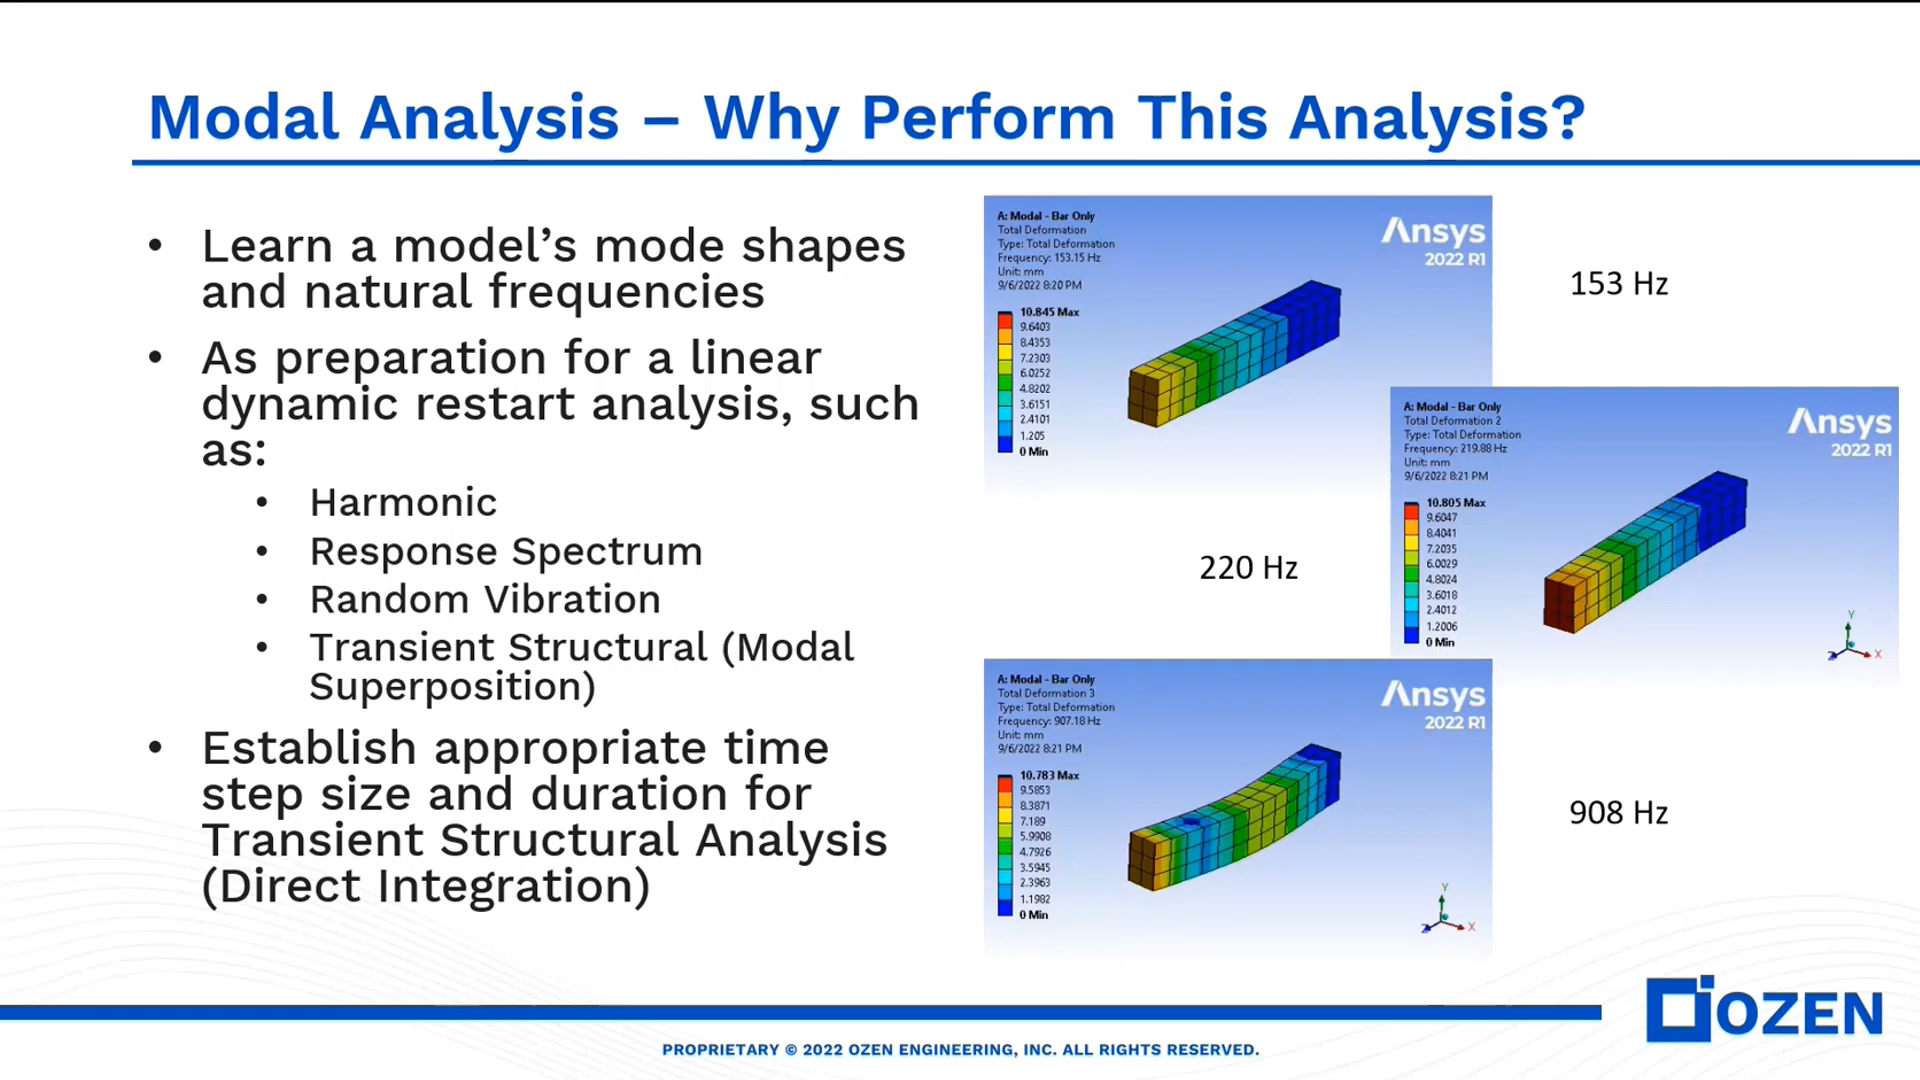 Modal Analysis – Why Perform This Analysis?
• Learn a model’s mode shapes
and natural frequencies
• As preparation for a linear
dynamic restart analysis, such
as:
• Harmonic
• Response Spectrum
• Random Vibration
• Transient Structural (Modal
Superposition)
• Establish appropriate time
step size and duration for
Transient Structural Analysis
(Direct Integration)
A: Modal - Bar Only
Total Deformation
Type: Total Deformation
Frequency: 153.15 Hz
Unit: mm
9/6/2022 8:20 PM
10.845 Max
9.6403
8.4353
7.2303
6.0252
4.8202
3.6151
2.4101
1.205
0 Min
Ansys
2022 R1
153 Hz
A: Modal - Bar Only
Total Deformation 2
Type: Total Deformation
Frequency: 219.88 Hz
Unit: mm
9/6/2022 8:21 PM
10.805 Max
9.6047
8.4041
7.2035
6.0029
4.8024
3.6018
2.4012
1.2006
0 Min
Ansys
2022 R1
Y
Z
X
220 Hz
A: Modal - Bar Only
Total Deformation 3
Type: Total Deformation
Frequency: 907.18 Hz
Unit: mm
9/6/2022 8:21 PM
10.783 Max
9.5853
8.3871
7.189
5.9908
4.7926
3.5945
2.3963
1.1982
0 Min
Ansys
2022 R1
Y
Z
X
908 Hz
OZEN
PROPRIETARY © 2022 OZEN ENGINEERING, INC. ALL RIGHTS RESERVED.